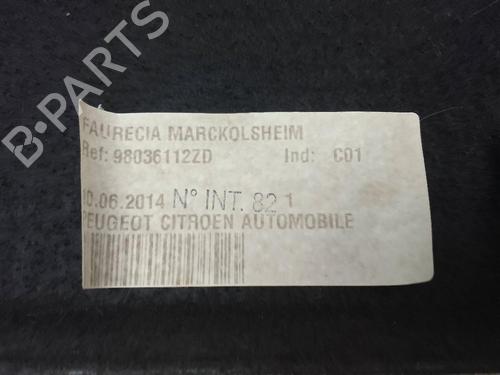 B-PARTS
FAURECIA MARCKOLSHEIM
Ref: 98036112ZD Ind: C01
10.06.2014 N° INT. 82 1
PEUGEOT CITROEN AUTOMOBILE